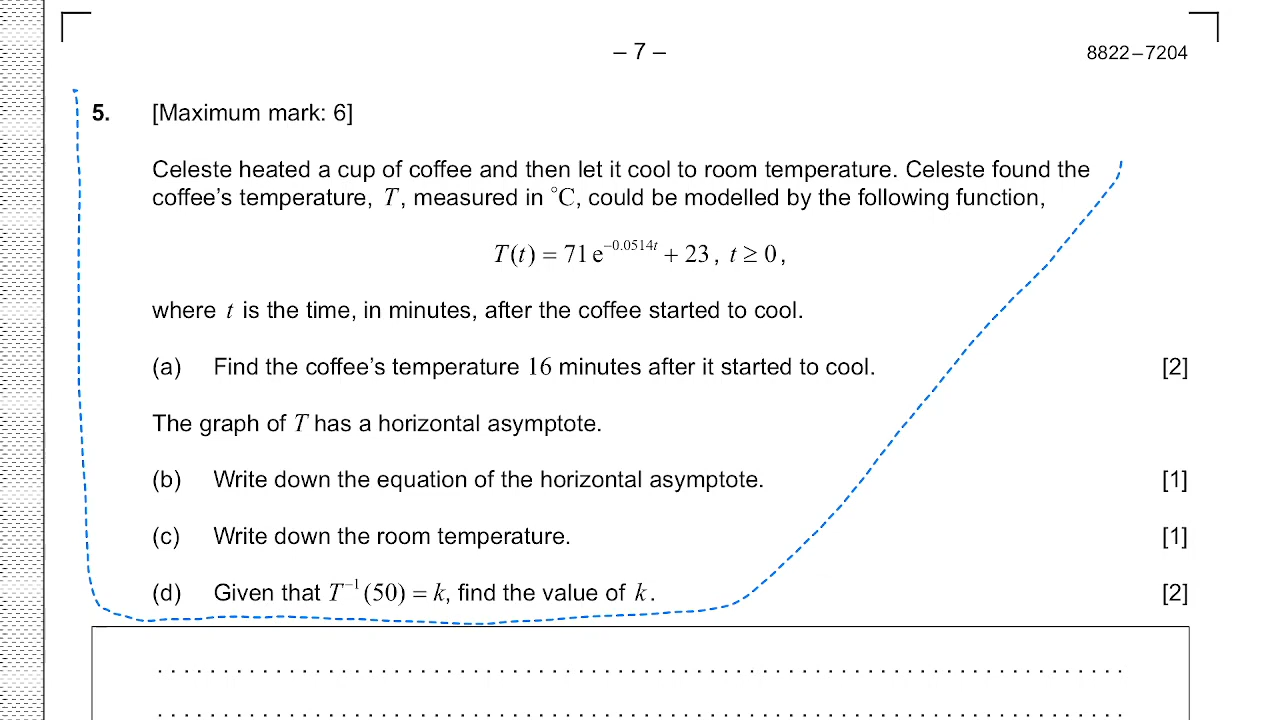 – 7 –
8822–7204
5. [Maximum mark: 6]
Celeste heated a cup of coffee and then let it cool to room temperature. Celeste found the
coffee's temperature, T, measured in °C, could be modelled by the following function,
T(t) = 71e^{−0.0514t} + 23, t ≥ 0,
where t is the time, in minutes, after the coffee started to cool.
(a) Find the coffee's temperature 16 minutes after it started to cool. [2]
The graph of T has a horizontal asymptote.
(b) Write down the equation of the horizontal asymptote. [1]
(c) Write down the room temperature. [1]
(d) Given that T^{−1}(50) = k, find the value of k. [2]